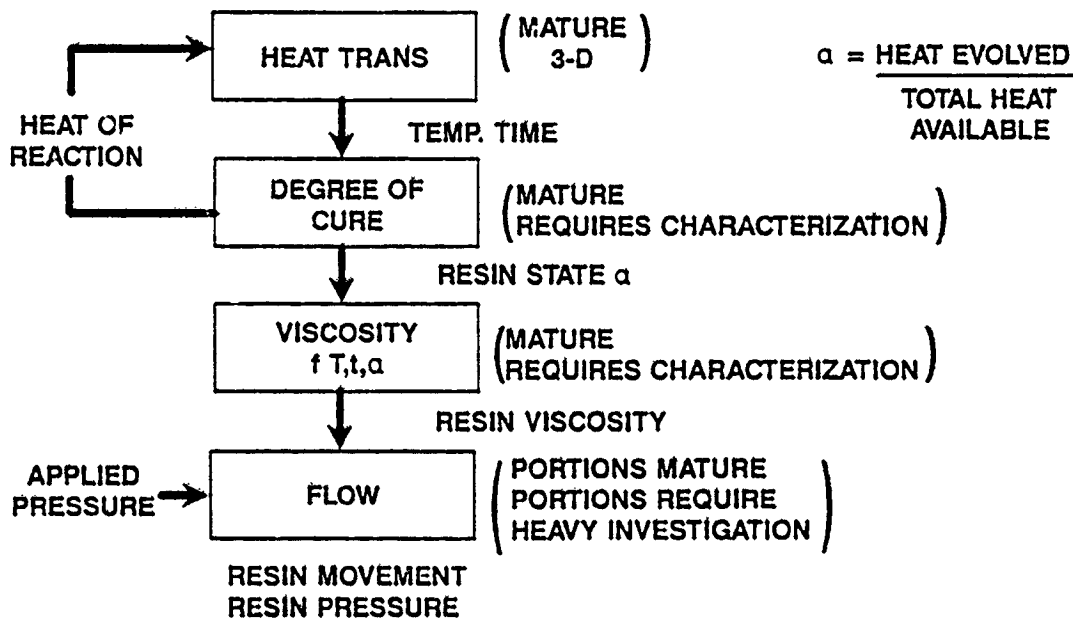 HEAT TRANS
(MATURE
3-D)
α = HEAT EVOLVED
TOTAL HEAT
AVAILABLE
HEAT OF
REACTION
TEMP. TIME
DEGREE OF
CURE
(MATURE
REQUIRES CHARACTERIZATION)
RESIN STATE α
VISCOSITY
f T,t,α
(MATURE
REQUIRES CHARACTERIZATION)
RESIN VISCOSITY
APPLIED
PRESSURE
FLOW
(PORTIONS MATURE
PORTIONS REQUIRE
HEAVY INVESTIGATION)
RESIN MOVEMENT
RESIN PRESSURE